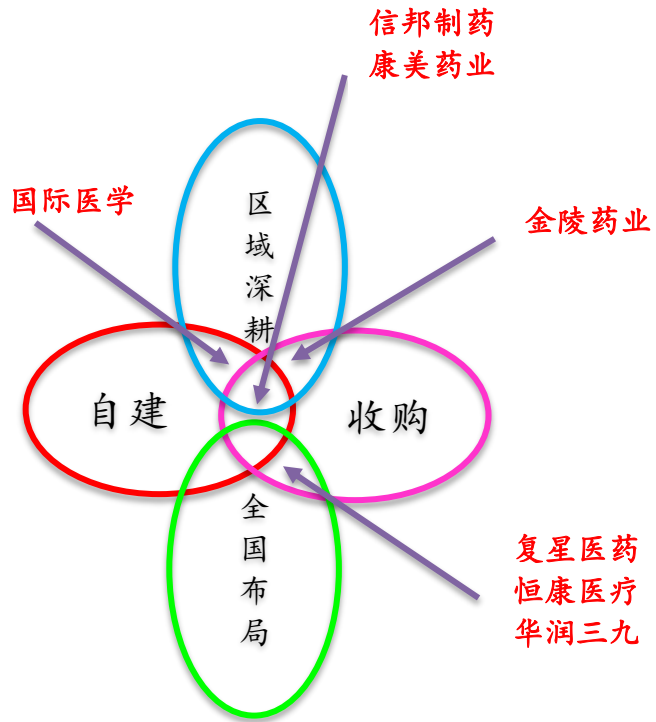 信邦制药
康美药业
国际医学
金陵药业
区域深耕
自建
收购
全国布局
复星医药
恒康医疗
华润三九